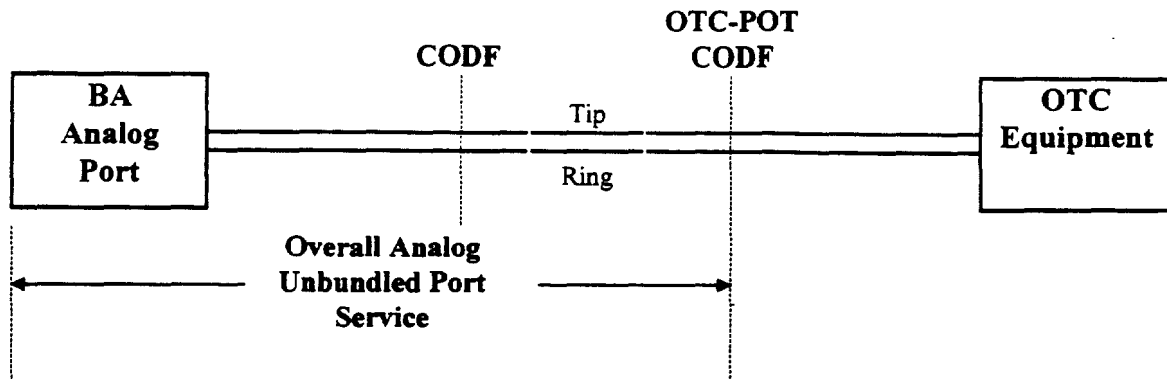 OTC-POT
CODF
CODF
BA
Analog
Port
Tip
Ring
OTC
Equipment
Overall Analog
Unbundled Port
Service